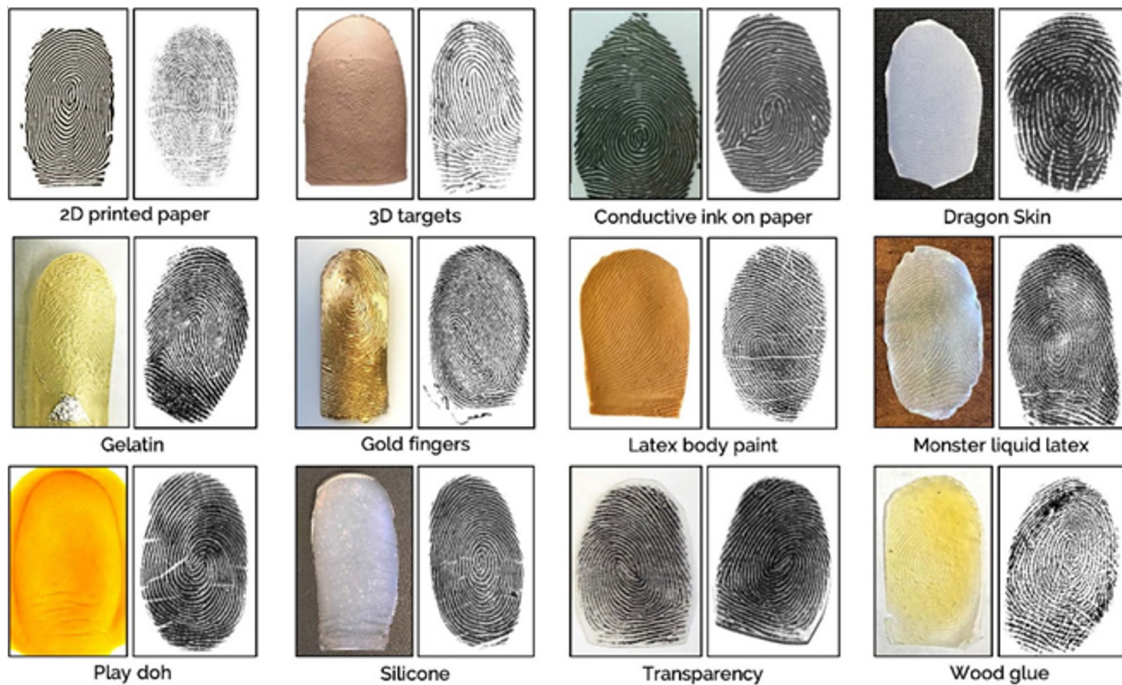 2D printed paper
3D targets
Conductive ink on paper
Dragon Skin
Gelatin
Gold fingers
Latex body paint
Monster liquid latex
Play doh
Silicone
Transparency
Wood glue